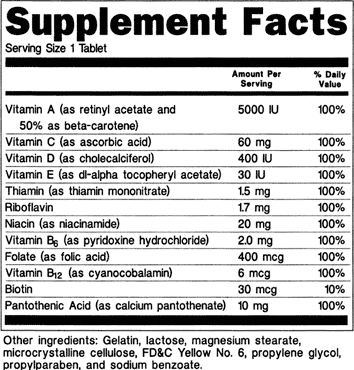 Supplement Facts
Serving Size 1 Tablet
Amount Per Serving % Daily Value
Vitamin A (as retinyl acetate and
50% as beta-carotene) 5000 IU 100%
Vitamin C (as ascorbic acid) 60 mg 100%
Vitamin D (as cholecalciferol) 400 IU 100%
Vitamin E (as dl-alpha tocopheryl acetate) 30 IU 100%
Thiamin (as thiamin mononitrate) 1.5 mg 100%
Riboflavin 1.7 mg 100%
Niacin (as niacinamide) 20 mg 100%
Vitamin B6 (as pyridoxine hydrochloride) 2.0 mg 100%
Folate (as folic acid) 400 mcg 100%
Vitamin B12 (as cyanocobalamin) 6 mcg 100%
Biotin 30 mcg 10%
Pantothenic Acid (as calcium pantothenate) 10 mg 100%
Other ingredients: Gelatin, lactose, magnesium stearate,
microcrystalline cellulose, FD&C Yellow No. 6, propylene glycol,
propylparaben, and sodium benzoate.